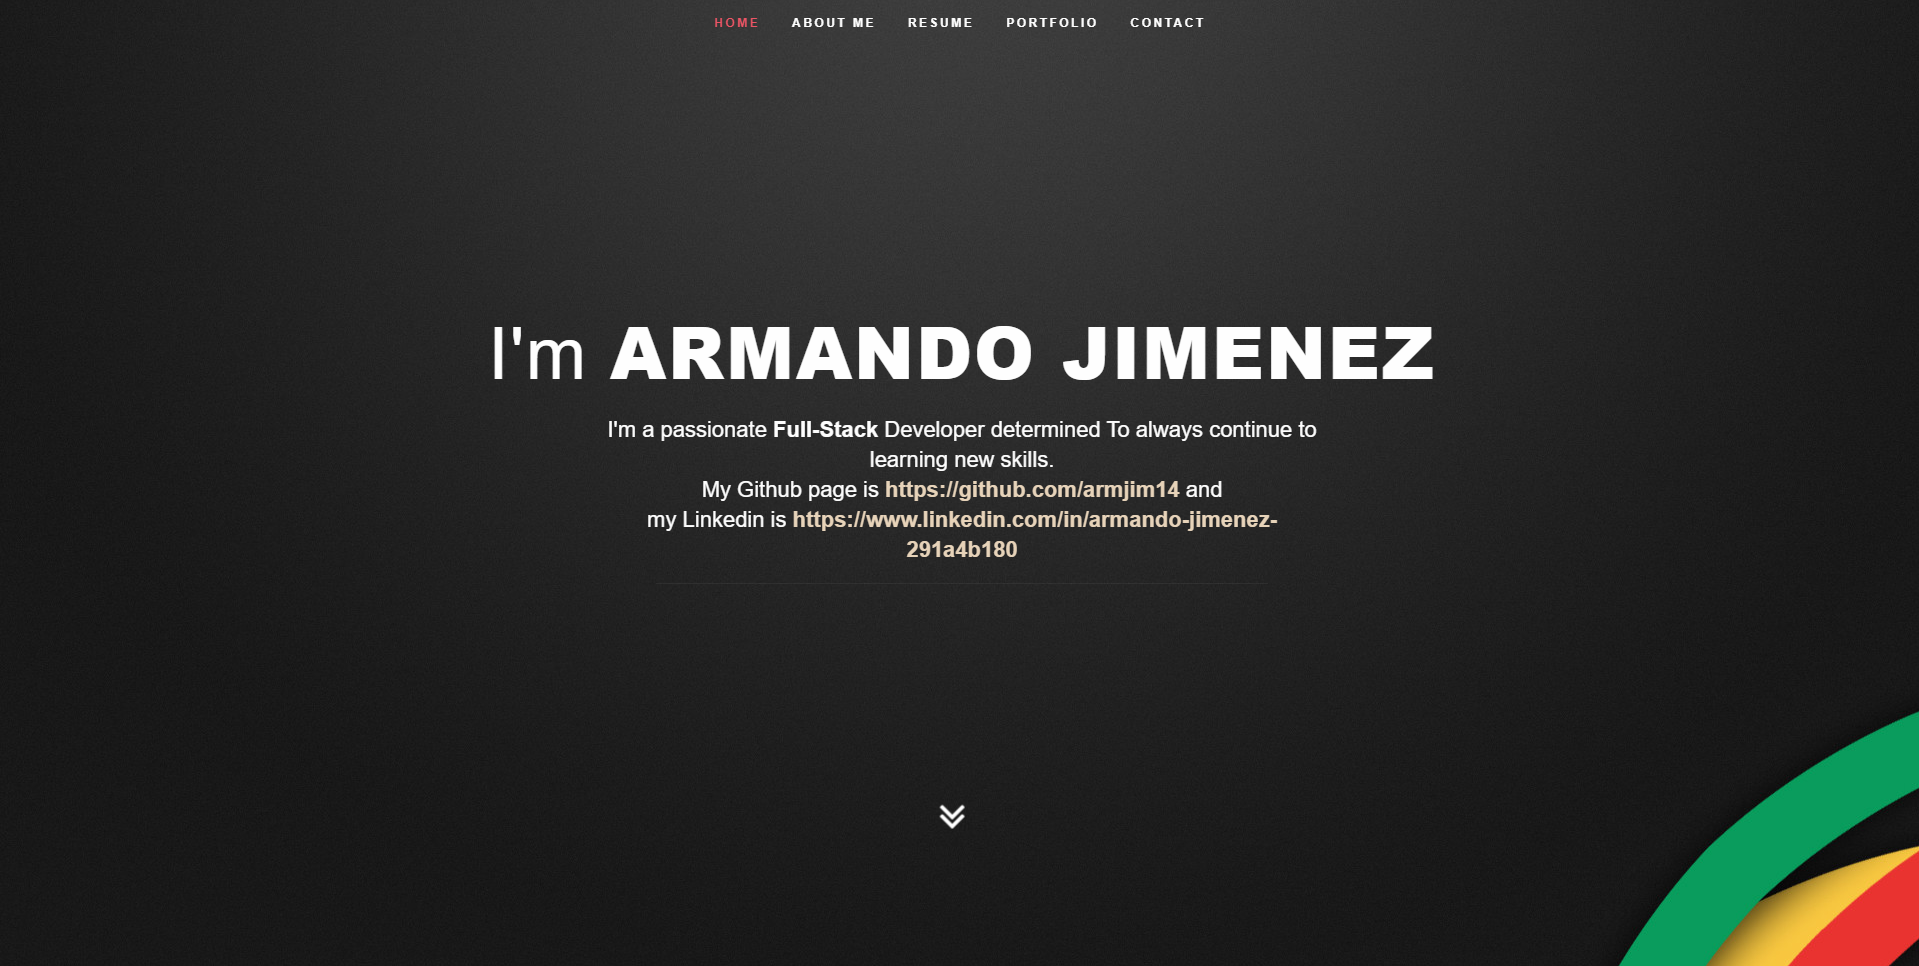 HOME ABOUT ME RESUME PORTFOLIO CONTACT
I'm ARMANDO JIMENEZ
I'm a passionate Full-Stack Developer determined To always continue to
learning new skills.
My Github page is https://github.com/armjim14 and
my Linkedin is https://www.linkedin.com/in/armando-jimenez-
291a4b180